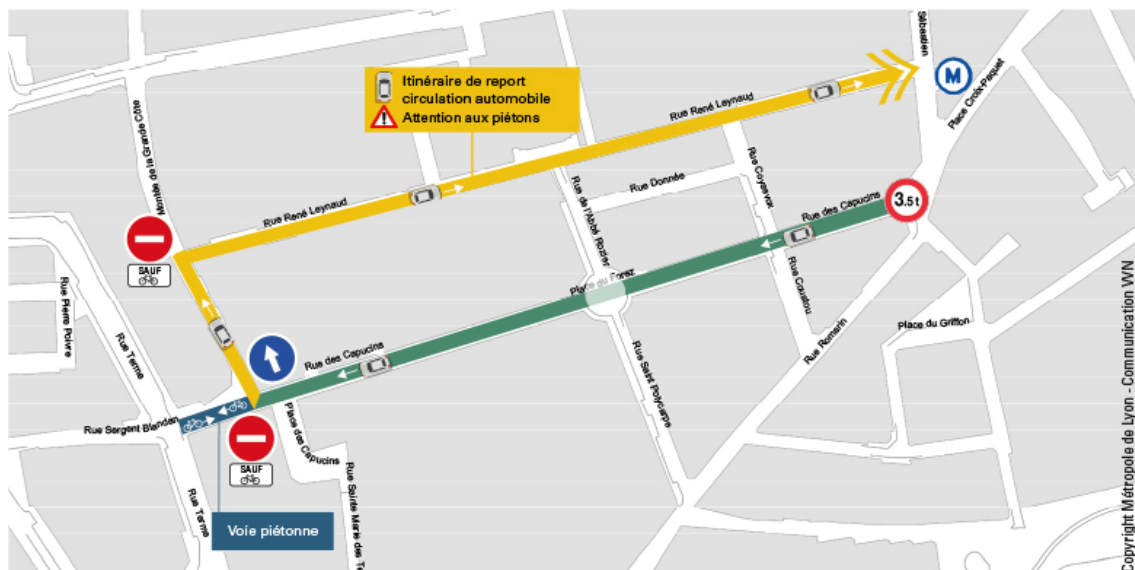 Sébastien
M
Place Croix-Paquet
Itinéraire de report
circulation automobile
Attention aux piétons
Rue René Leynaud
Montée de la Grande Côte
Rue Coysevox
Rue Donnée
Rue de l'Abbé Rozier
Rue des Capucins
3.5t
Rue René Leynaud
SAUF
Place du Forez
Rue Coustou
Rue Pierre Poivre
Rue Terme
Rue Romarin
Place du Griffon
Rue des Capucins
Rue Saint Polycarpe
Rue Sergent Blandan
Place des Capucins
SAUF
Rue Sainte Marie des Te
Rue Terme
Voie piétonne
Copyright Métropole de Lyon - Communication WN